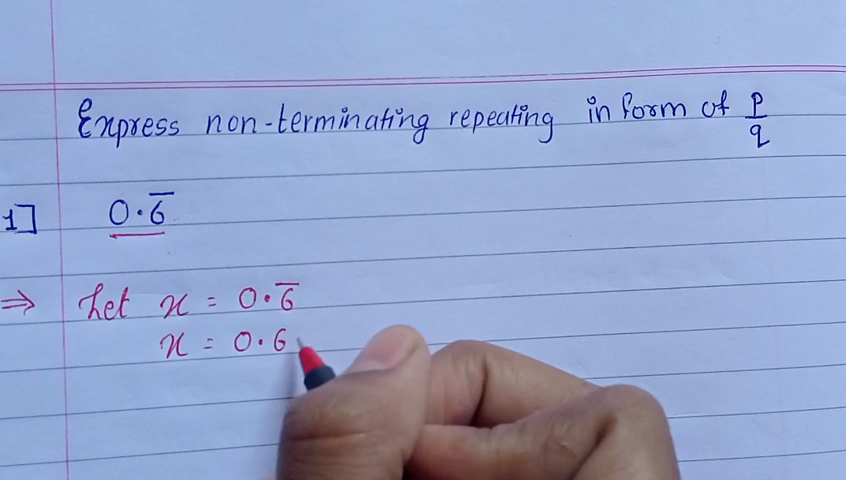 Express non-terminating repeating in form of p/q
1] 0.6̅
⇒ Let x = 0.6̅
x = 0.6